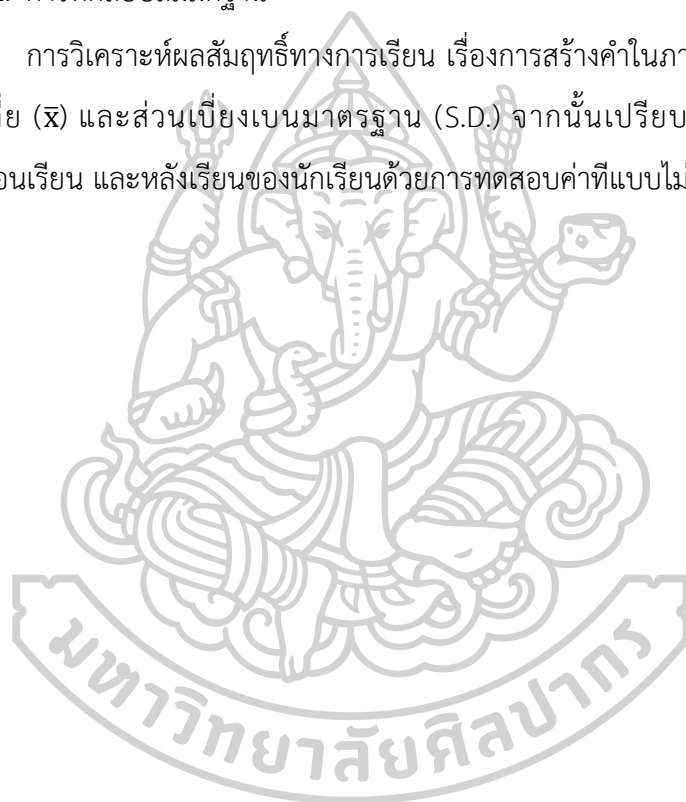 การวิเคราะห์ผลสัมฤทธิ์ทางการเรียน เรื่องการสร้างคำในภา
(x̄) และส่วนเบี่ยงเบนมาตรฐาน (S.D.) จากนั้นเปรียบ
อนเรียน และหลังเรียนของนักเรียนด้วยการทดสอบค่าทีแบบไม่
มหาวิทยาลัยศิลปากร